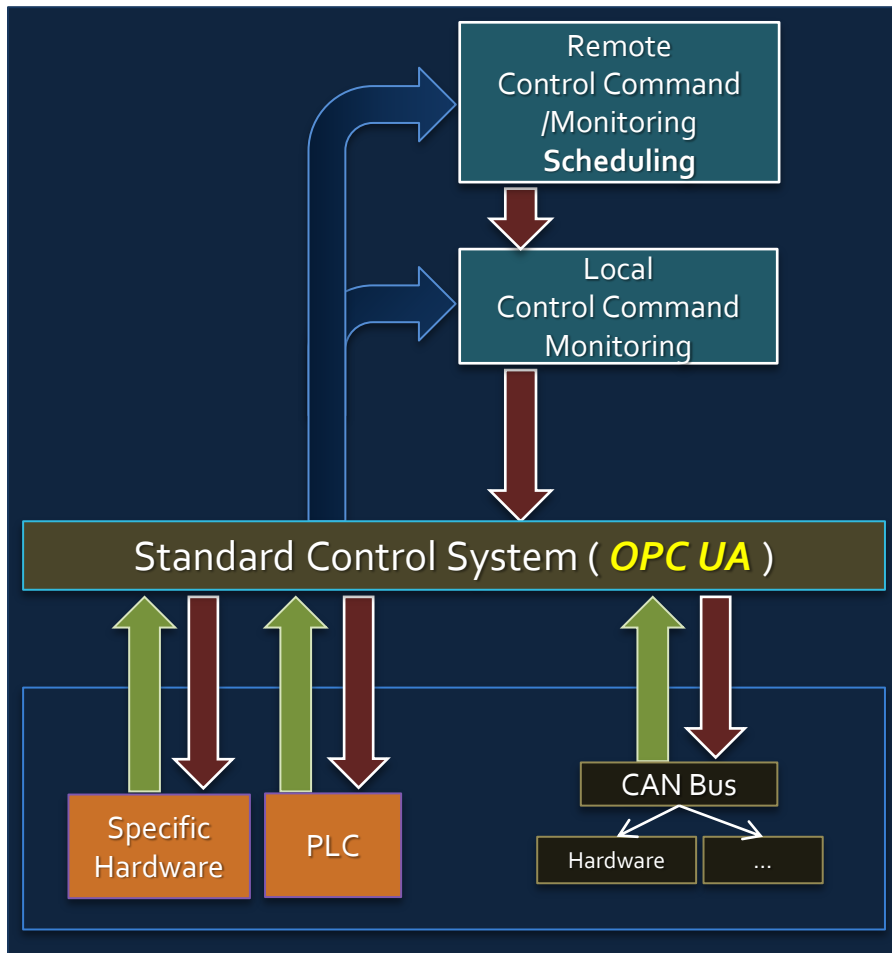 Remote
Control Command
/Monitoring
Scheduling
Local
Control Command
Monitoring
Standard Control System ( OPC UA )
Specific
Hardware
PLC
CAN Bus
Hardware
...